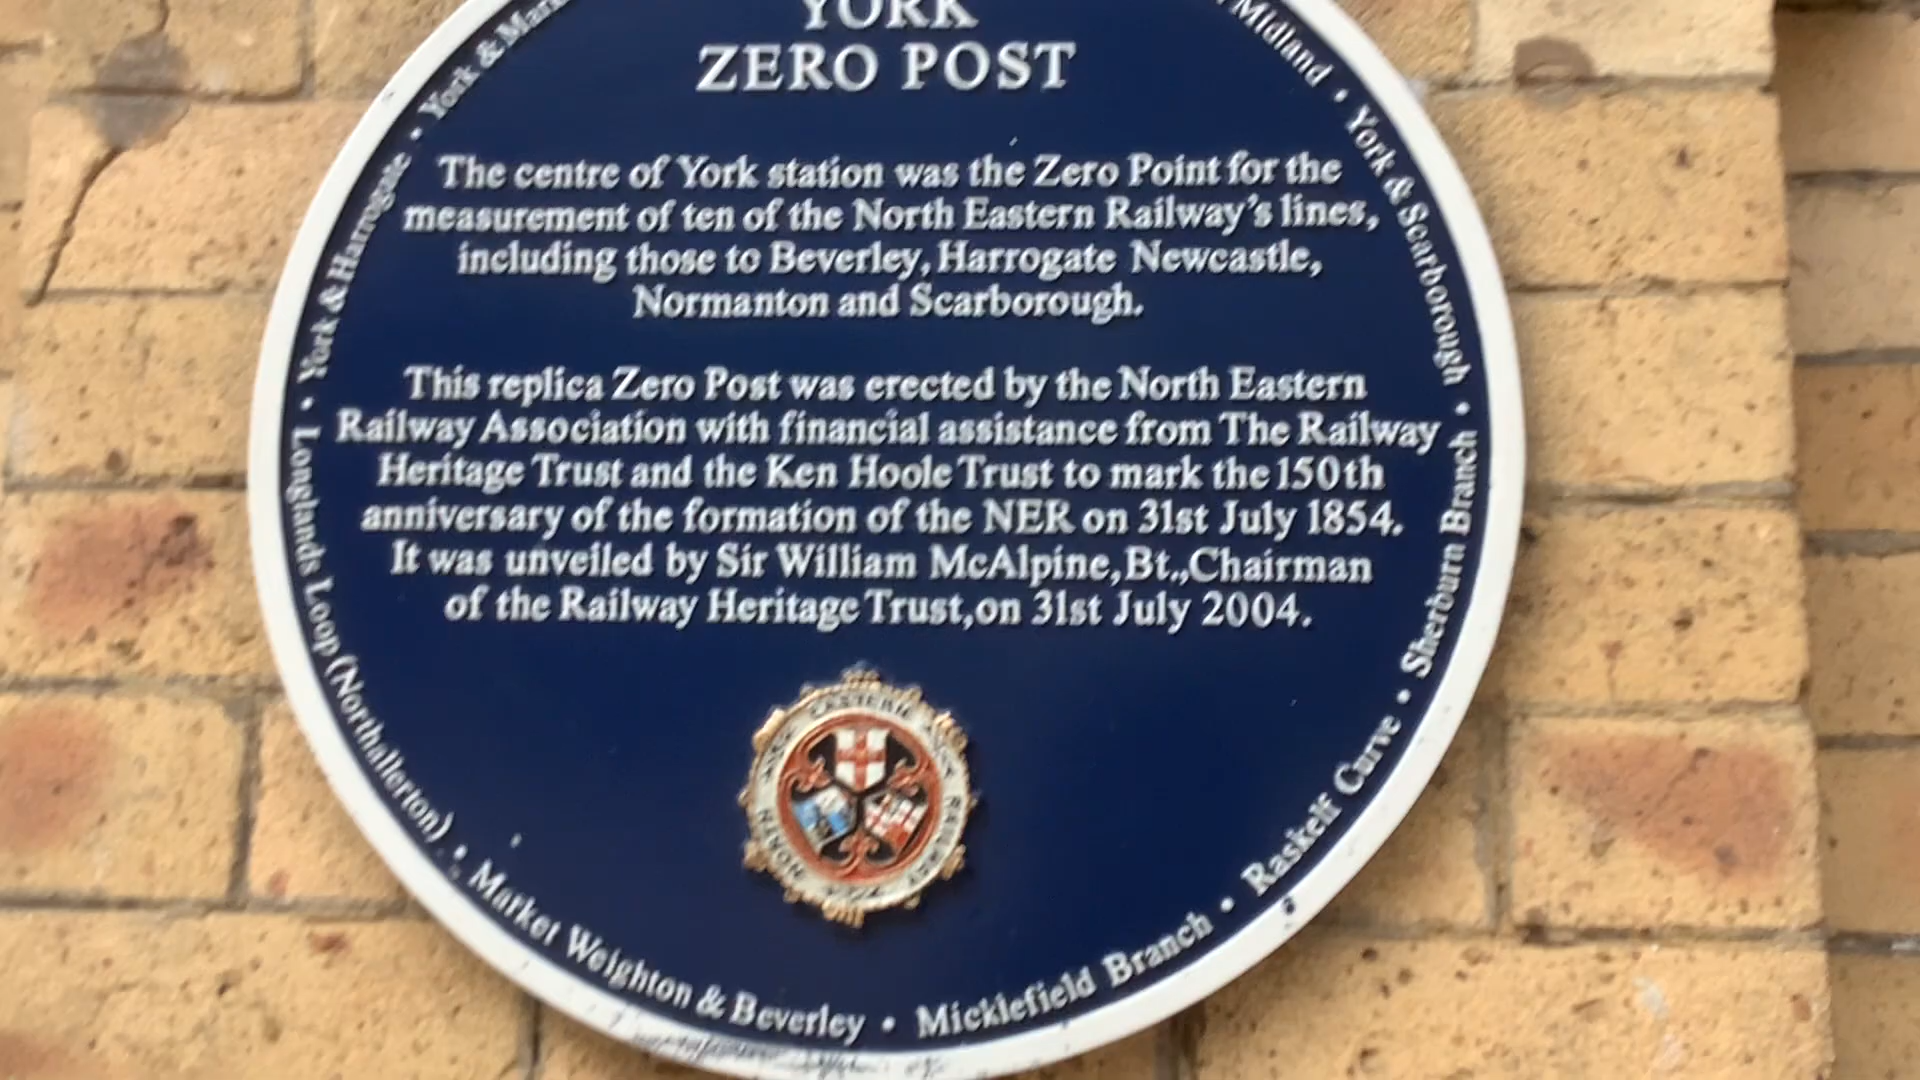 YORK
ZERO POST
The centre of York station was the Zero Point for the
measurement of ten of the North Eastern Railway's lines,
including those to Beverley, Harrogate Newcastle,
Normanton and Scarborough.
This replica Zero Post was erected by the North Eastern
Railway Association with financial assistance from The Railway
Heritage Trust and the Ken Hoole Trust to mark the 150th
anniversary of the formation of the NER on 31st July 1854.
It was unveiled by Sir William McAlpine, Bt., Chairman
of the Railway Heritage Trust, on 31st July 2004.
York &
Midland • York & Scarborough • Sherburn Branch • Raskelf Curve • Micklefield Branch • Market Weighton & Beverley • Longlands Loop (Northallerton) • York & Harrogate •
NORTH EASTERN RAILWAY